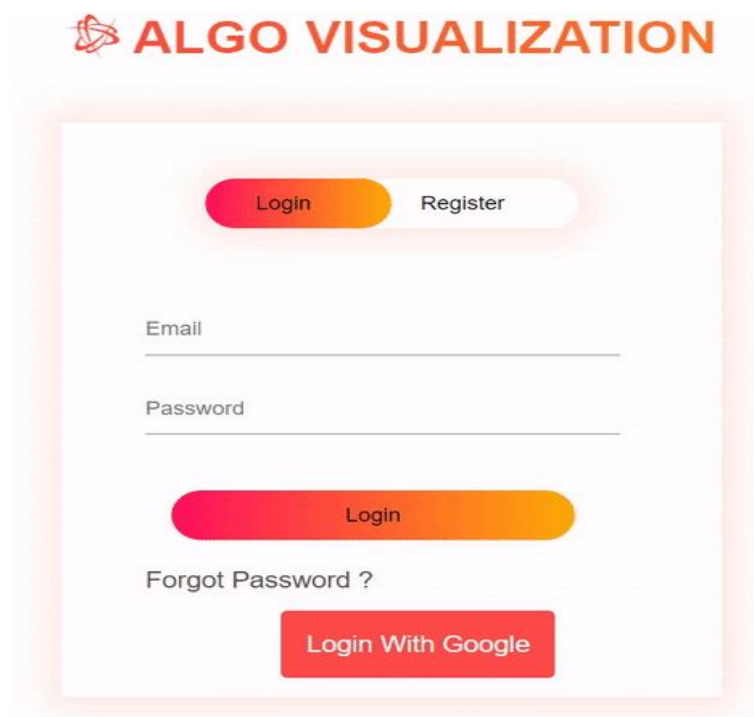 ALGO VISUALIZATION
Login Register
Email
Password
Login
Forgot Password ?
Login With Google